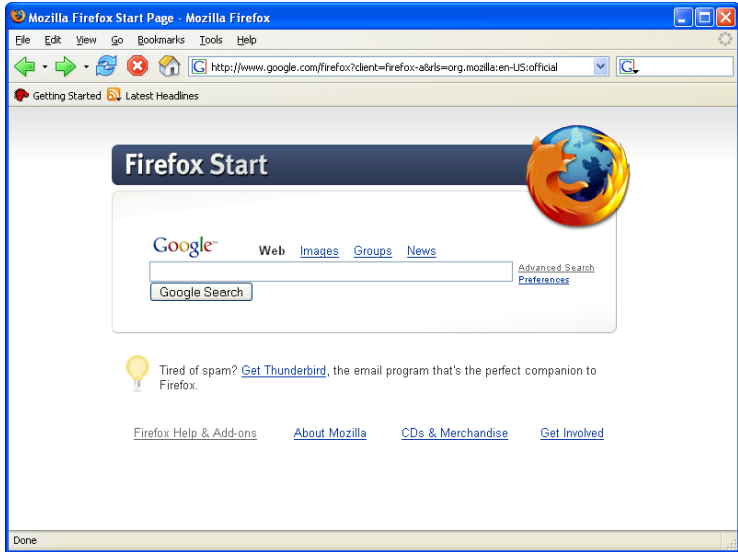 Mozilla Firefox Start Page - Mozilla Firefox
File Edit View Go Bookmarks Tools Help
G http://www.google.com/firefox?client=firefox-a&rls=org.mozilla:en-US:official G
Getting Started Latest Headlines
Firefox Start
Google™ Web Images Groups News
Advanced Search
Preferences
Google Search
Tired of spam? Get Thunderbird, the email program that's the perfect companion to
Firefox.
Firefox Help & Add-ons About Mozilla CDs & Merchandise Get Involved
Done